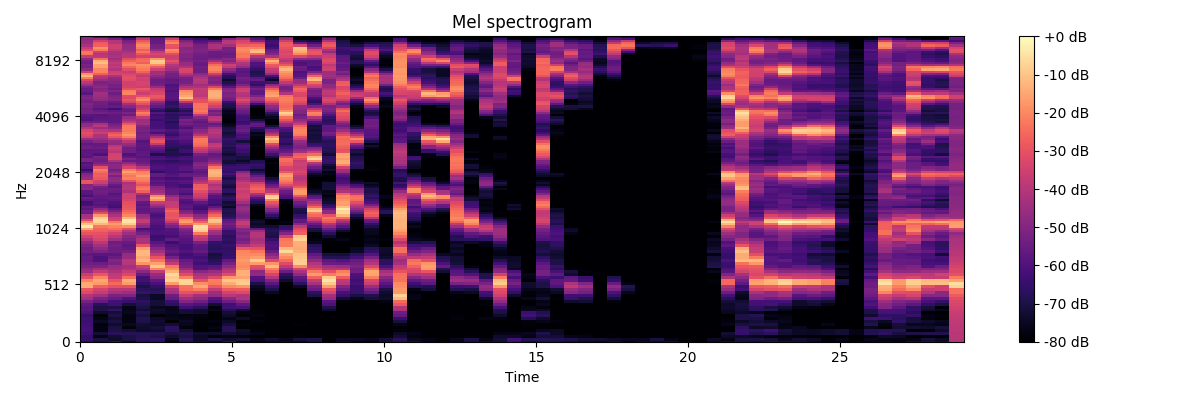 Mel spectrogram
Hz
8192
4096
2048
1024
512
0
0 5 10 15 20 25
Time
+0 dB
-10 dB
-20 dB
-30 dB
-40 dB
-50 dB
-60 dB
-70 dB
-80 dB